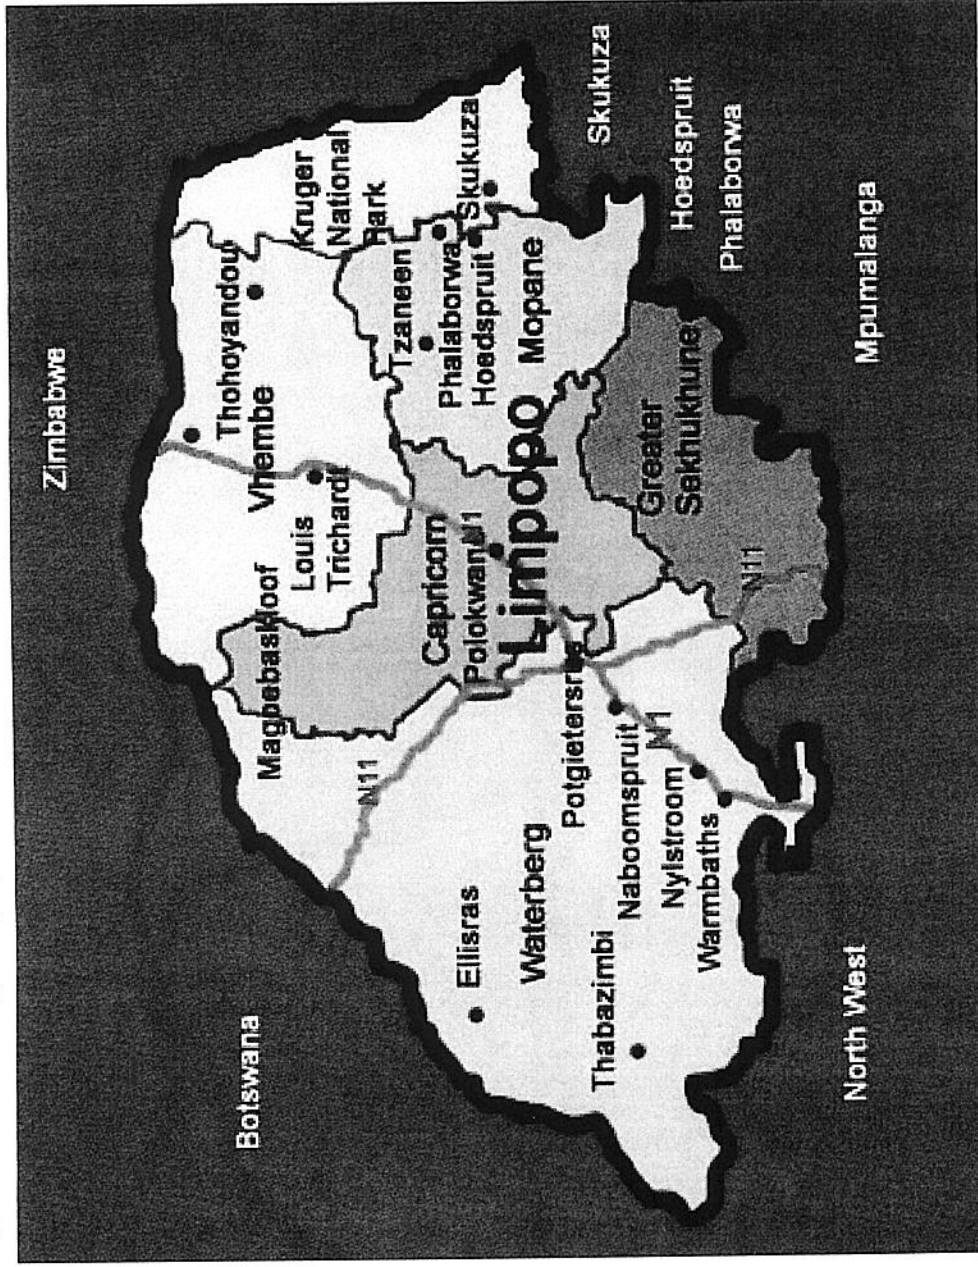 Zimbabwe
Botswana
Thohoyandou
Vhembe
Louis
Trichardt
Magoebaskloof
Kruger
National
Park
N11
Capricorn
Polokwane
N1
Limpopo
Tzaneen
Phalaborwa
Hoedspruit
Skukuza
Mopane
Ellisras
Waterberg
Potgietersrus
Thabazimbi
Naboomspruit
N1
Nylstroom
Warmbaths
Greater
Sekhukhune
N11
Skukuza
Hoedspruit
Phalaborwa
Mpumalanga
North West